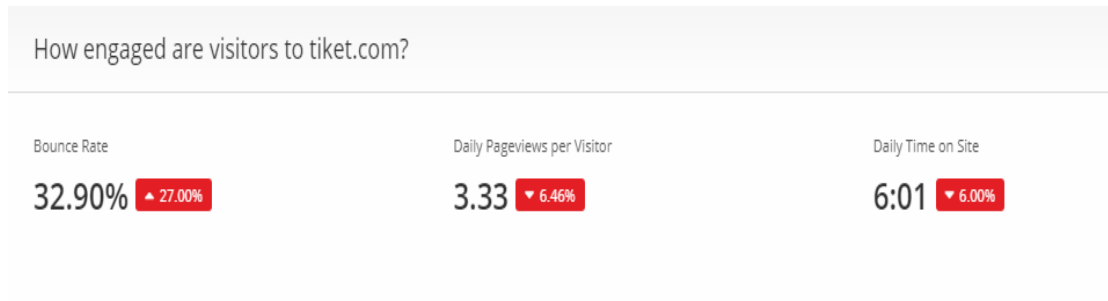 How engaged are visitors to tiket.com?
Bounce Rate
32.90% ▲ 27.00%
Daily Pageviews per Visitor
3.33 ▼ 6.46%
Daily Time on Site
6:01 ▼ 6.00%